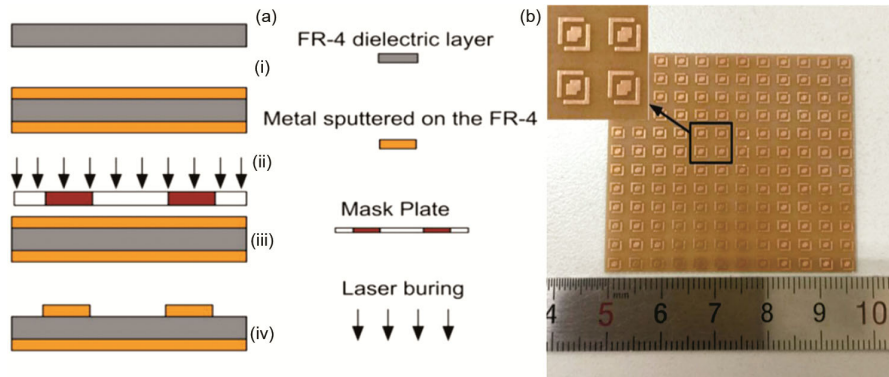 (a)
(i)
(ii)
(iii)
(iv)
FR-4 dielectric layer
Metal sputtered on the FR-4
Mask Plate
Laser buring
(b)
mm
4 5 6 7 8 9 10